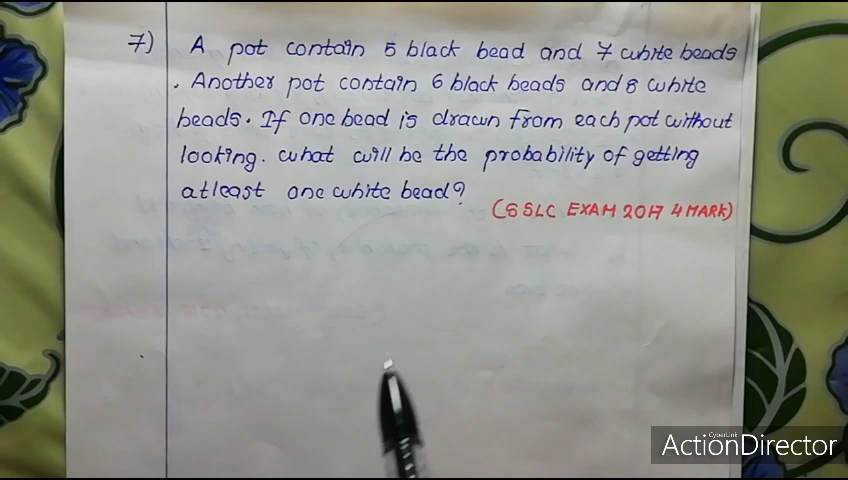 7) A pot contain 5 black bead and 7 white beads
. Another pot contain 6 black beads and 8 white
beads. If one bead is drawn from each pot without
looking. what will be the probability of getting
atleast one white bead?
(SSLC EXAM 2017 4 MARK)
CyberLink
ActionDirector